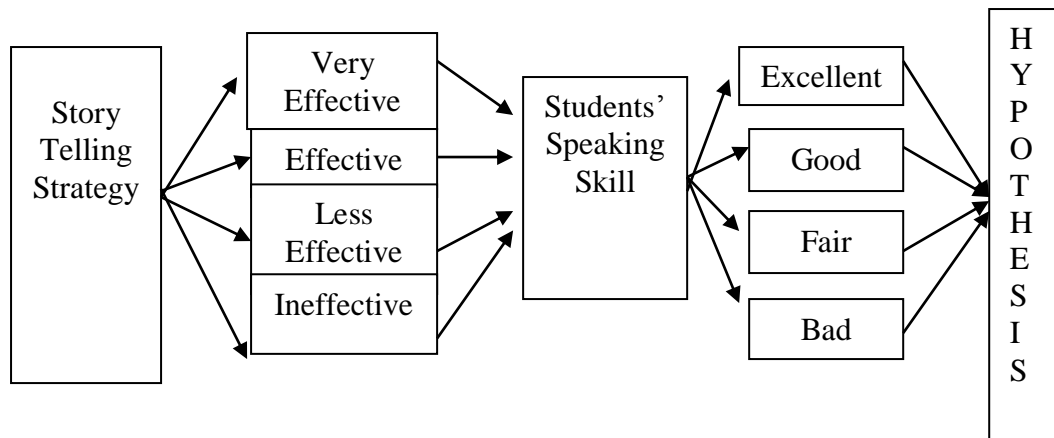 Story
Telling
Strategy
Very
Effective
Effective
Less
Effective
Ineffective
Students’
Speaking
Skill
Excellent
Good
Fair
Bad
H
Y
P
O
T
H
E
S
I
S